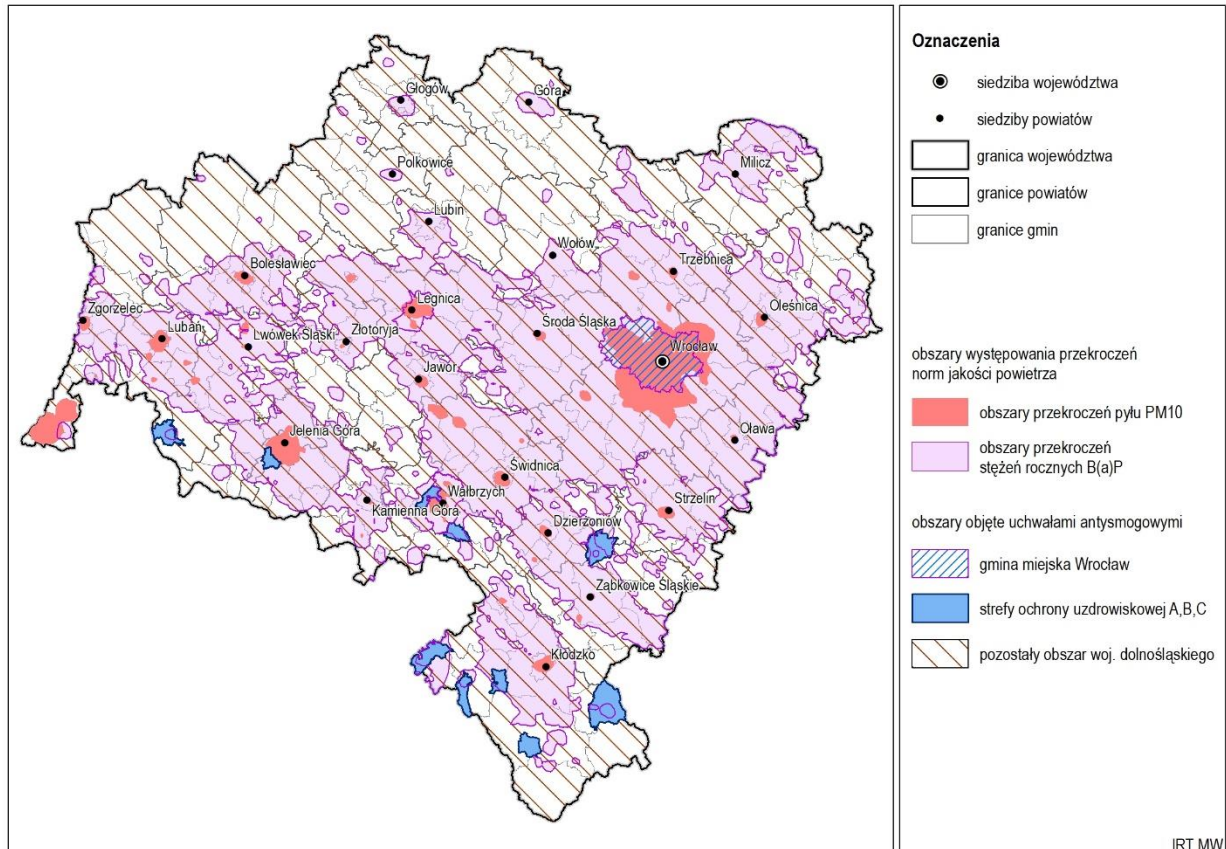 Głogów
Góra
Polkowice
Milicz
Lubin
Wołów
Trzebnica
Bolesławiec
Legnica
Oleśnica
Zgorzelec
Lubań
Lwówek Śląski
Złotoryja
Środa Śląska
Wrocław
Jawor
Jelenia Góra
Oława
Świdnica
Wałbrzych
Kamienna Góra
Strzelin
Dzierżoniów
Ząbkowice Śląskie
Kłodzko
Oznaczenia
siedziba województwa
siedziby powiatów
granica województwa
granice powiatów
granice gmin
obszary występowania przekroczeń
norm jakości powietrza
obszary przekroczeń pyłu PM10
obszary przekroczeń
stężeń rocznych B(a)P
obszary objęte uchwałami antysmogowymi
gmina miejska Wrocław
strefy ochrony uzdrowiskowej A,B,C
pozostały obszar woj. dolnośląskiego
IRT MW